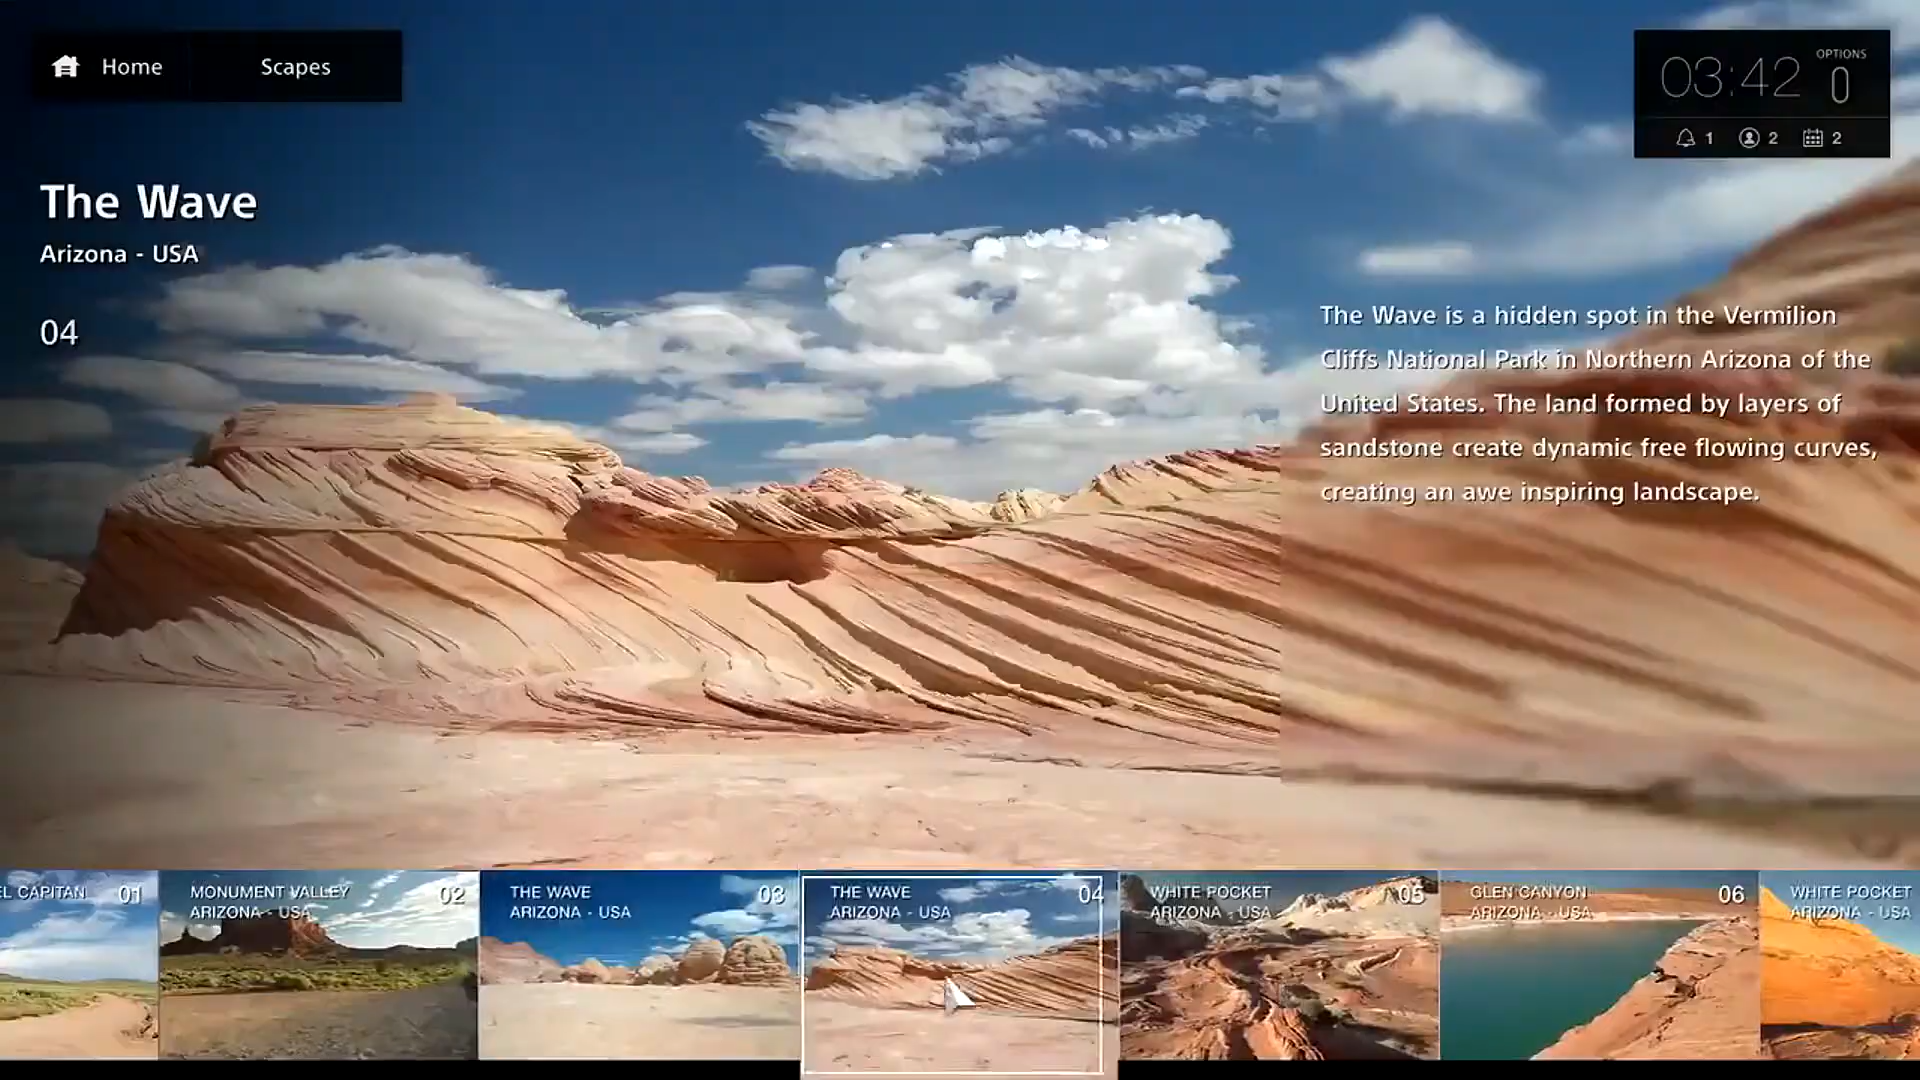 Home
Scapes
OPTIONS
03:42
0
1
2
2
The Wave
Arizona - USA
04
The Wave is a hidden spot in the Vermilion
Cliffs National Park in Northern Arizona of the
United States. The land formed by layers of
sandstone create dynamic free flowing curves,
creating an awe inspiring landscape.
EL CAPITAN
01
MONUMENT VALLEY
ARIZONA - USA
02
THE WAVE
ARIZONA - USA
03
THE WAVE
ARIZONA - USA
04
WHITE POCKET
ARIZONA - USA
05
GLEN CANYON
ARIZONA - USA
06
WHITE POCKET
ARIZONA - USA